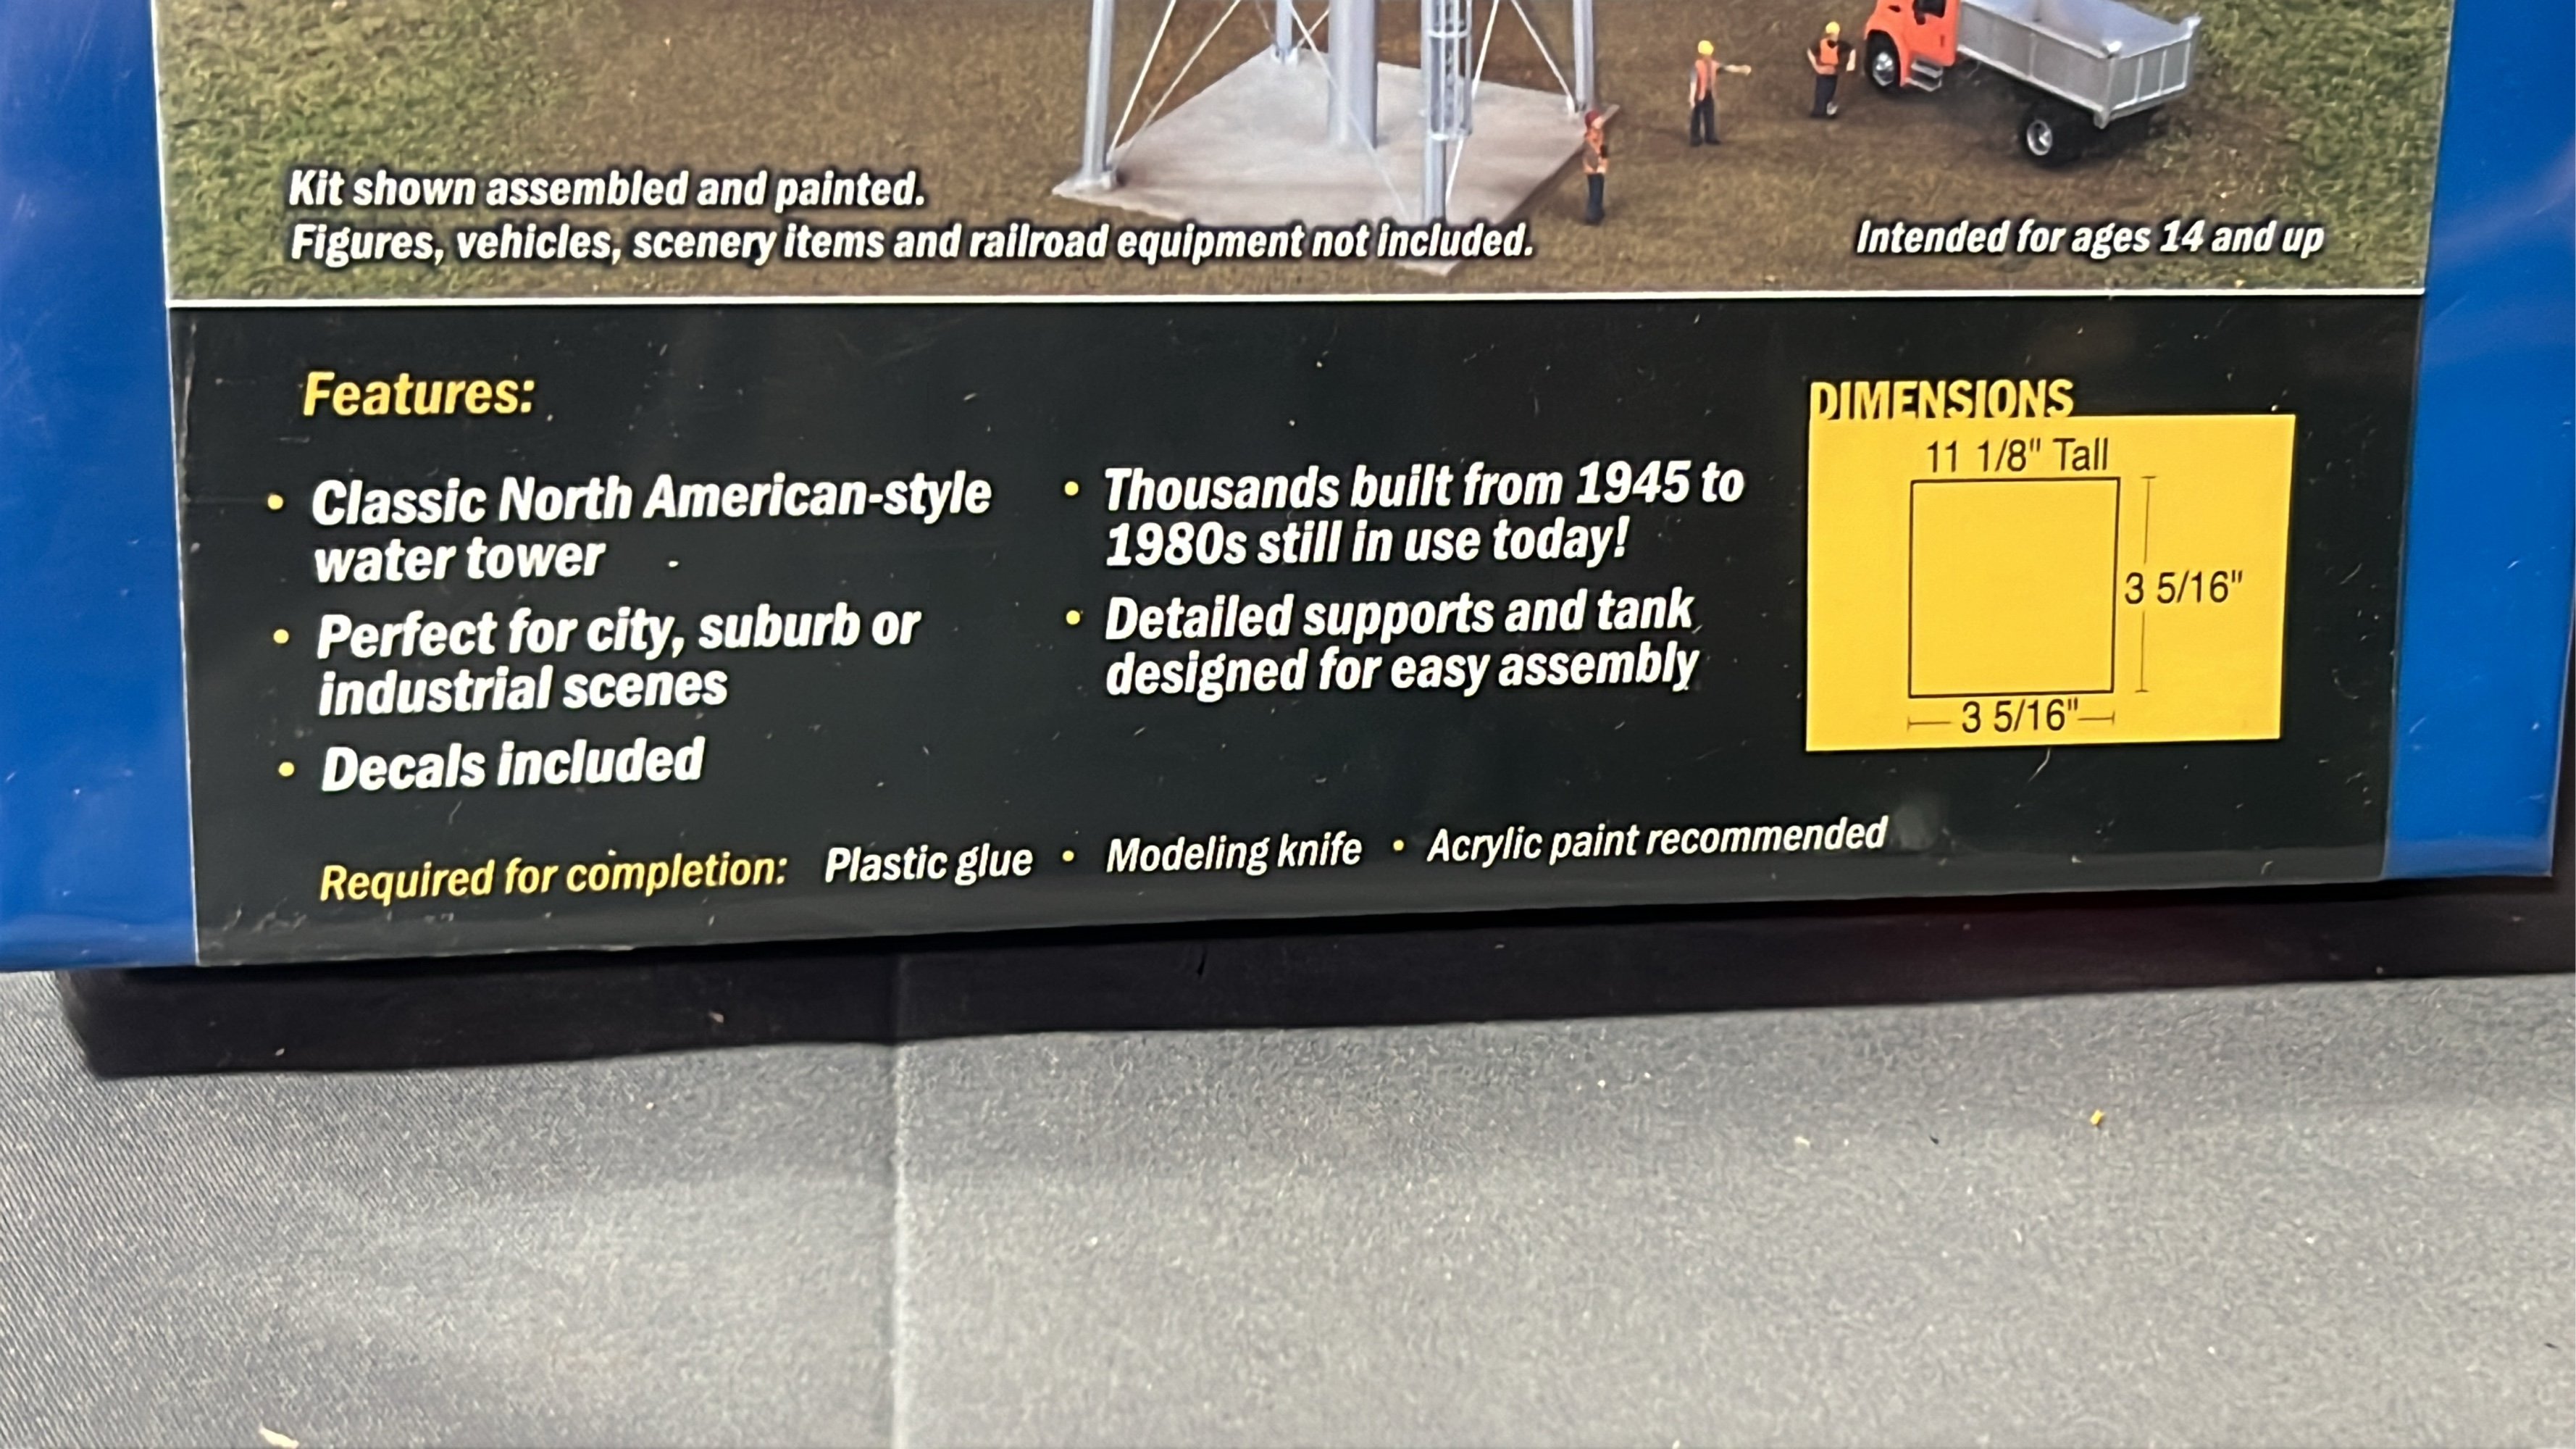 Kit shown assembled and painted.
Figures, vehicles, scenery items and railroad equipment not included.
Intended for ages 14 and up
Features:
• Classic North American-style
water tower
• Perfect for city, suburb or
industrial scenes
• Decals included
• Thousands built from 1945 to
1980s still in use today!
• Detailed supports and tank
designed for easy assembly
DIMENSIONS
11 1/8" Tall
3 5/16"
3 5/16"
Required for completion: Plastic glue • Modeling knife • Acrylic paint recommended